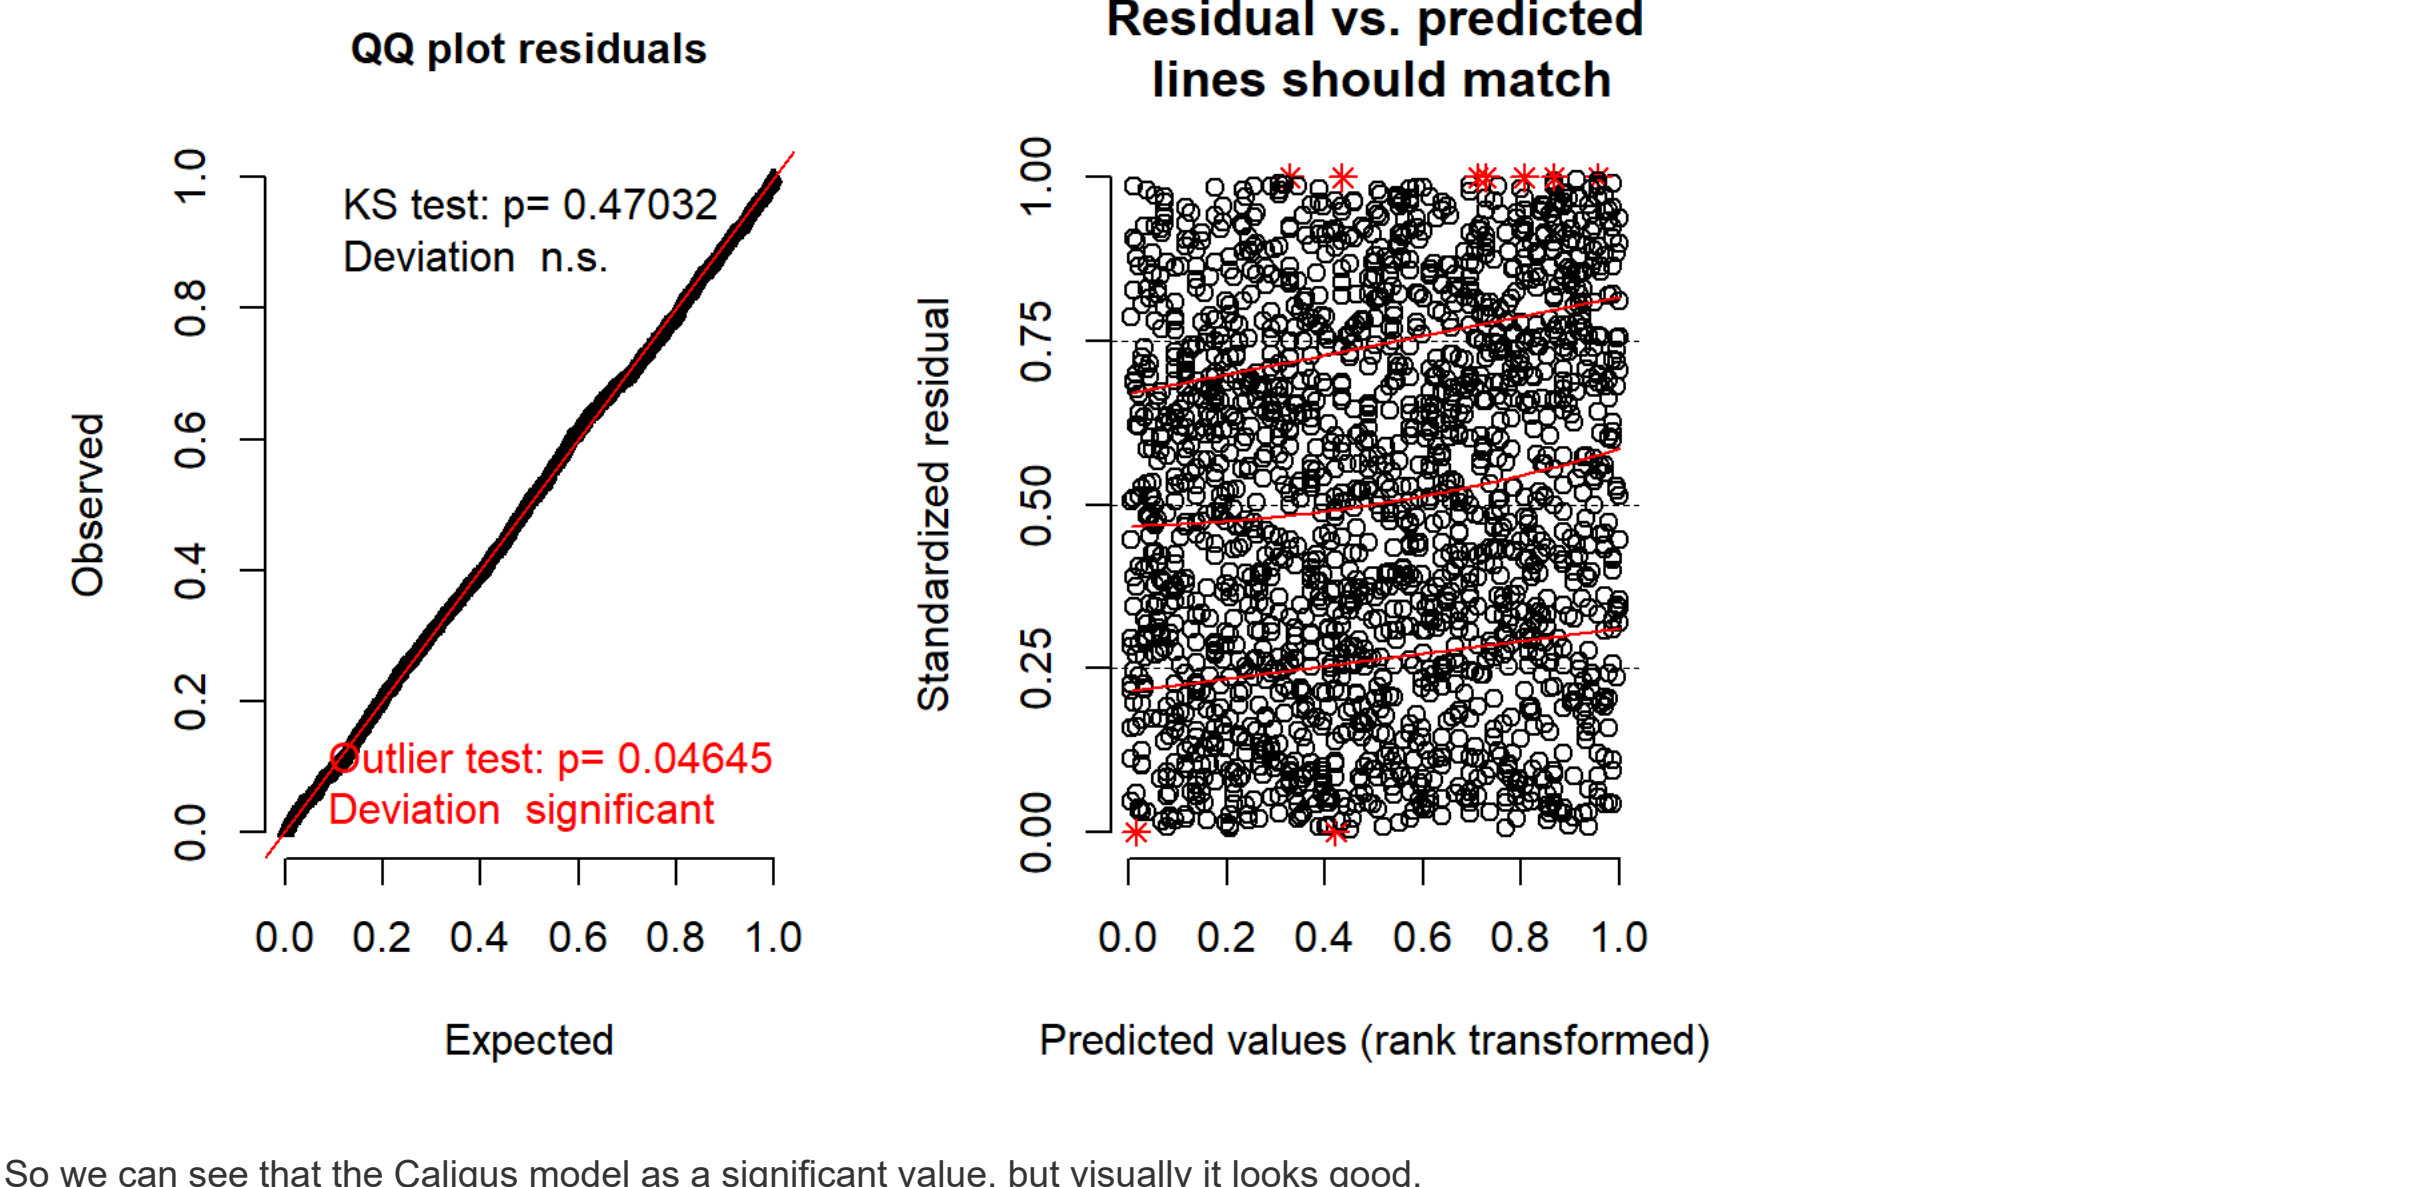 QQ plot residuals
Observed
1.0
0.8
0.6
0.4
0.2
0.0
KS test: p= 0.47032
Deviation n.s.
Outlier test: p= 0.04645
Deviation significant
0.0 0.2 0.4 0.6 0.8 1.0
Expected
Residual vs. predicted
lines should match
Standardized residual
1.00
0.75
0.50
0.25
0.00
0.0 0.2 0.4 0.6 0.8 1.0
Predicted values (rank transformed)
So we can see that the Caligus model as a significant value, but visually it looks good.